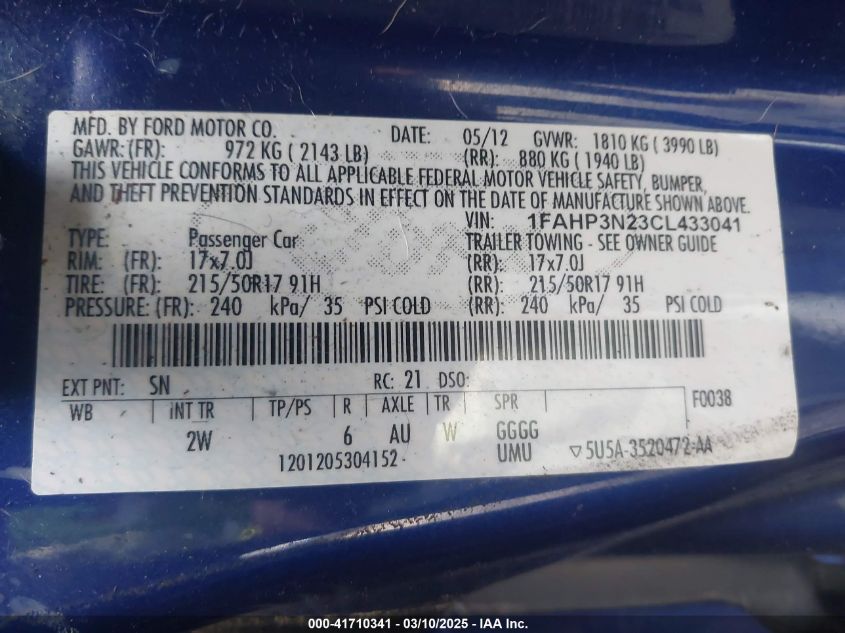 MFD. BY FORD MOTOR CO. DATE: 05/12 GVWR: 1810 KG ( 3990 LB)
GAWR:(FR): 972 KG ( 2143 LB) (RR): 880 KG ( 1940 LB)
THIS VEHICLE CONFORMS TO ALL APPLICABLE FEDERAL MOTOR VEHICLE SAFETY, BUMPER,
AND THEFT PREVENTION STANDARDS IN EFFECT ON THE DATE OF MANUFACTURE SHOWN ABOVE.
VIN: 1FAHP3N23CL433041
TYPE: Passenger Car TRAILER TOWING - SEE OWNER GUIDE
RIM: (FR): 17x7.0J (RR): 17x7.0J
TIRE: (FR): 215/50R17 91H (RR): 215/50R17 91H
PRESSURE: (FR): 240 kPa/ 35 PSI COLD (RR): 240 kPa/ 35 PSI COLD
EXT PNT: SN RC: 21 DSO:
WB INT TR TP/PS R AXLE TR SPR F0038
2W 6 AU W GGGG
1201205304152 UMU ▽5U5A-3520472-AA
000-41710341 - 03/10/2025 - IAA Inc.